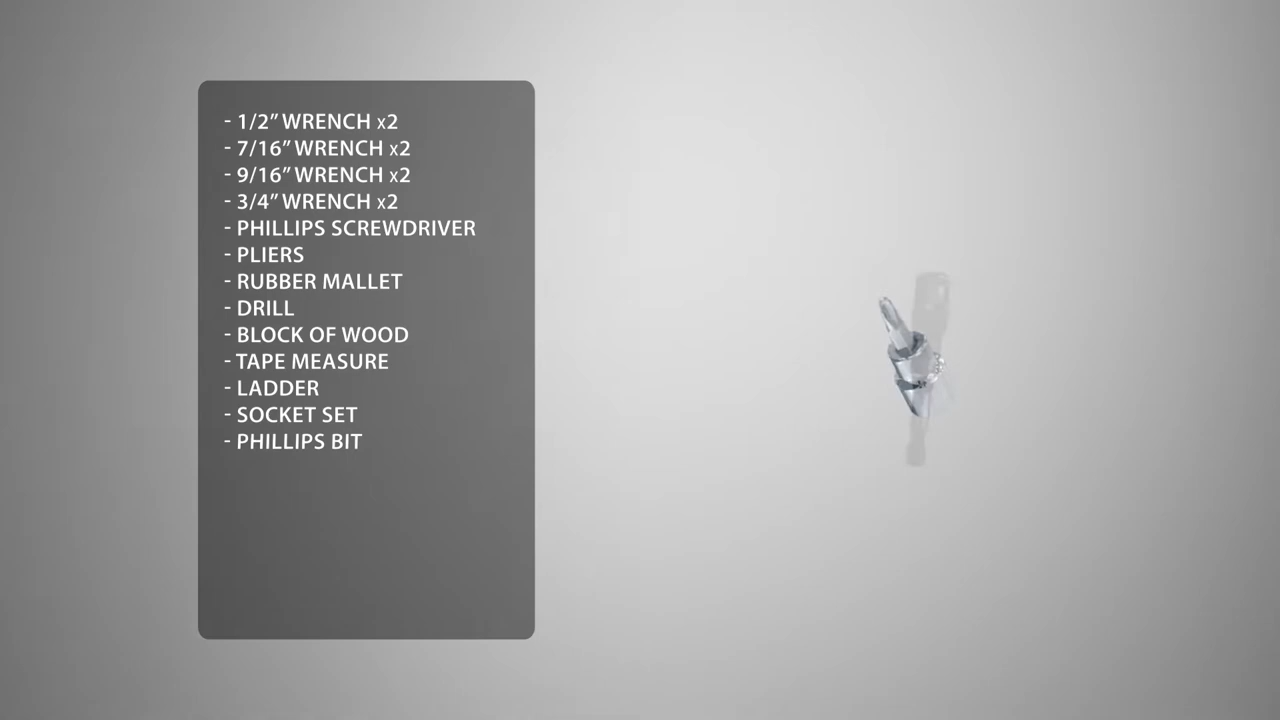 - 1/2” WRENCH x2
- 7/16” WRENCH x2
- 9/16” WRENCH x2
- 3/4” WRENCH x2
- PHILLIPS SCREWDRIVER
- PLIERS
- RUBBER MALLET
- DRILL
- BLOCK OF WOOD
- TAPE MEASURE
- LADDER
- SOCKET SET
- PHILLIPS BIT